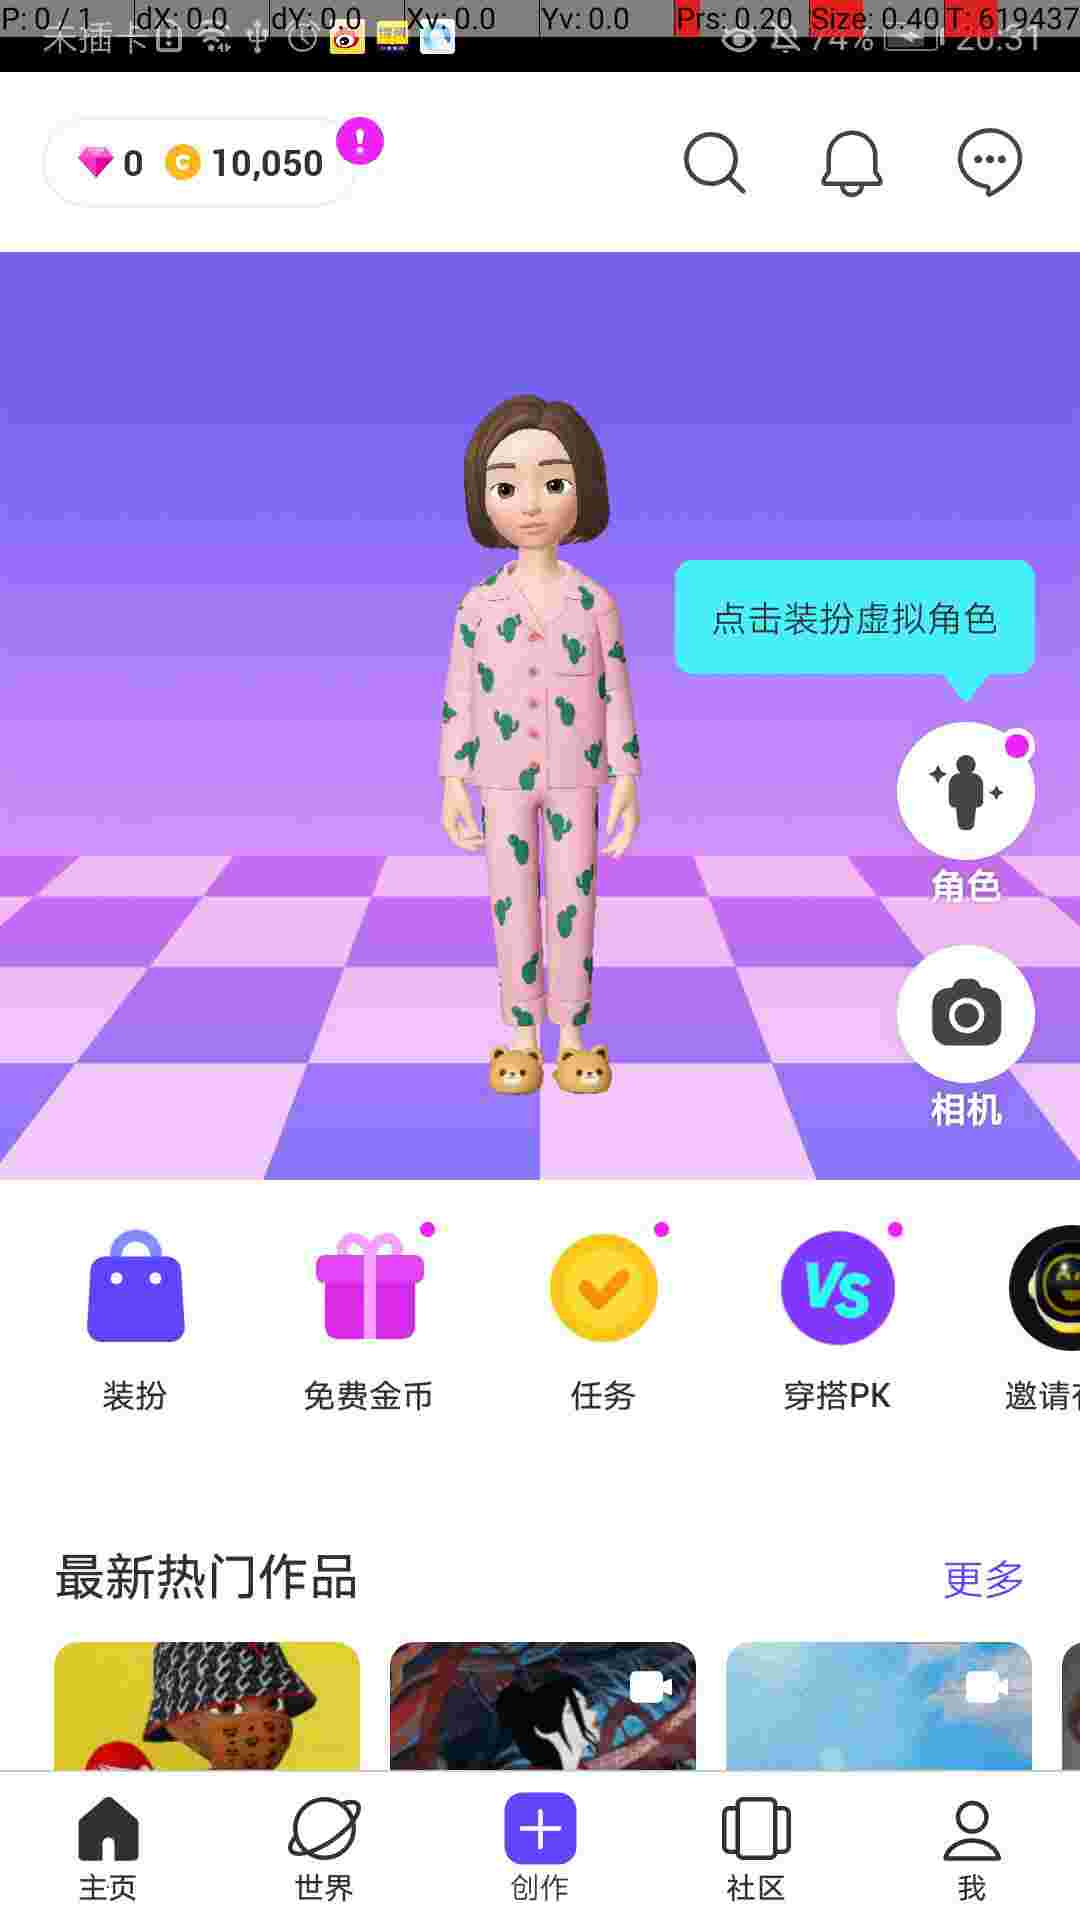 P: 0 / 1 dX: 0.0 dY: 0.0 Xv: 0.0 Yv: 0.0 Prs: 0.20 Size: 0.40 T: 619437
未插卡 74% 20:31
0 10,050
点击装扮虚拟角色
角色
相机
VS
装扮 免费金币 任务 穿搭PK 邀请
最新热门作品 更多
主页 世界 创作 社区 我